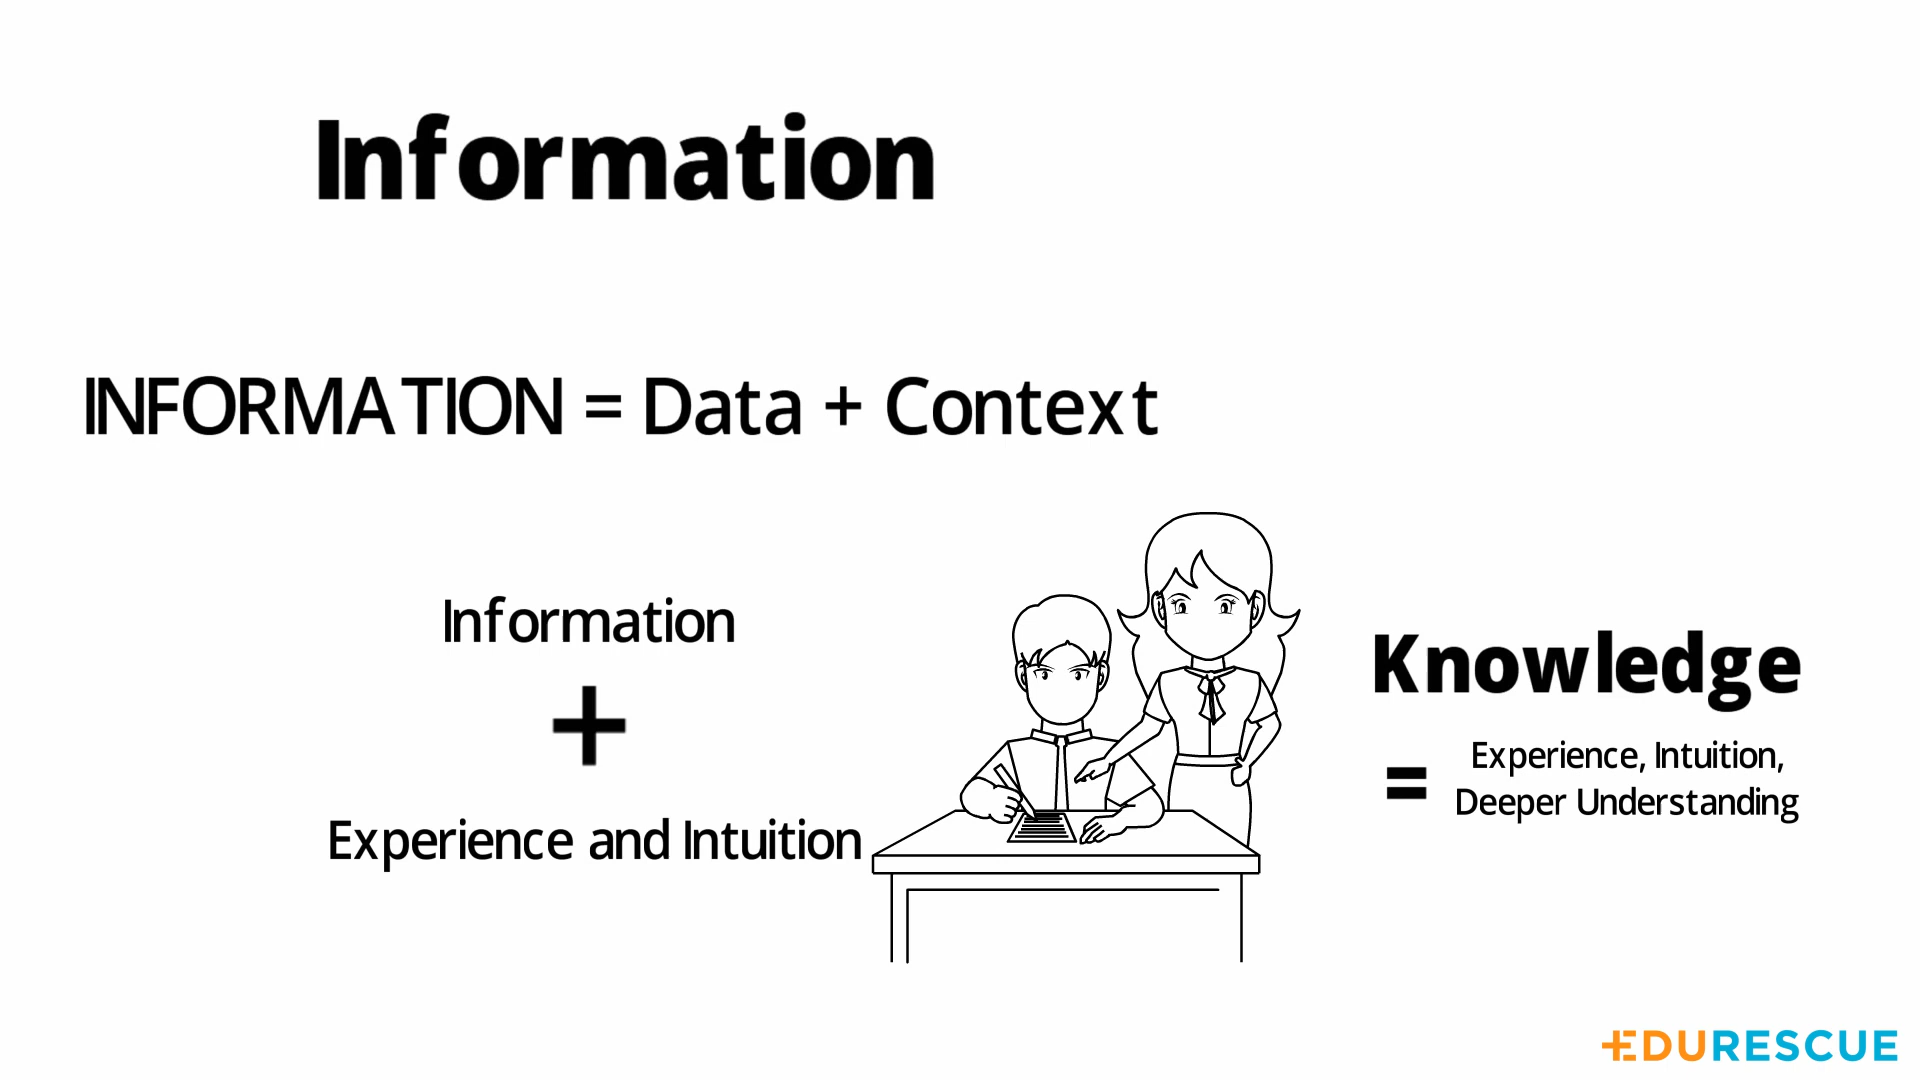 Information
INFORMATION = Data + Context
Information
+
Experience and Intuition
Knowledge
= Experience, Intuition,
Deeper Understanding
EDURESCUE